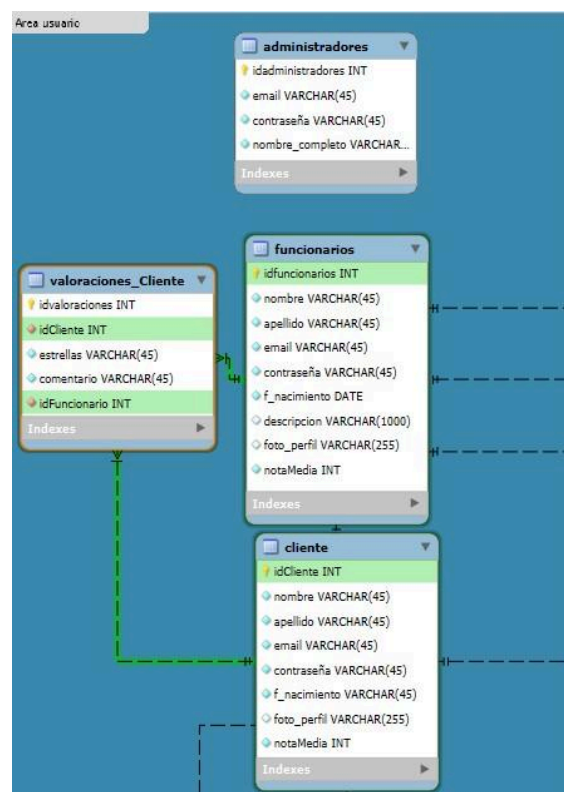 Area usuario
administradores
idadministradores INT
email VARCHAR(45)
contraseña VARCHAR(45)
nombre_completo VARCHAR...
Indexes
funcionarios
idfuncionarios INT
nombre VARCHAR(45)
apellido VARCHAR(45)
email VARCHAR(45)
contraseña VARCHAR(45)
f_nacimiento DATE
descripcion VARCHAR(1000)
foto_perfil VARCHAR(255)
notaMedia INT
Indexes
valoraciones_Cliente
idvaloraciones INT
idCliente INT
estrellas VARCHAR(45)
comentario VARCHAR(45)
idFuncionario INT
Indexes
cliente
idCliente INT
nombre VARCHAR(45)
apellido VARCHAR(45)
email VARCHAR(45)
contraseña VARCHAR(45)
f_nacimiento VARCHAR(45)
foto_perfil VARCHAR(255)
notaMedia INT
Indexes